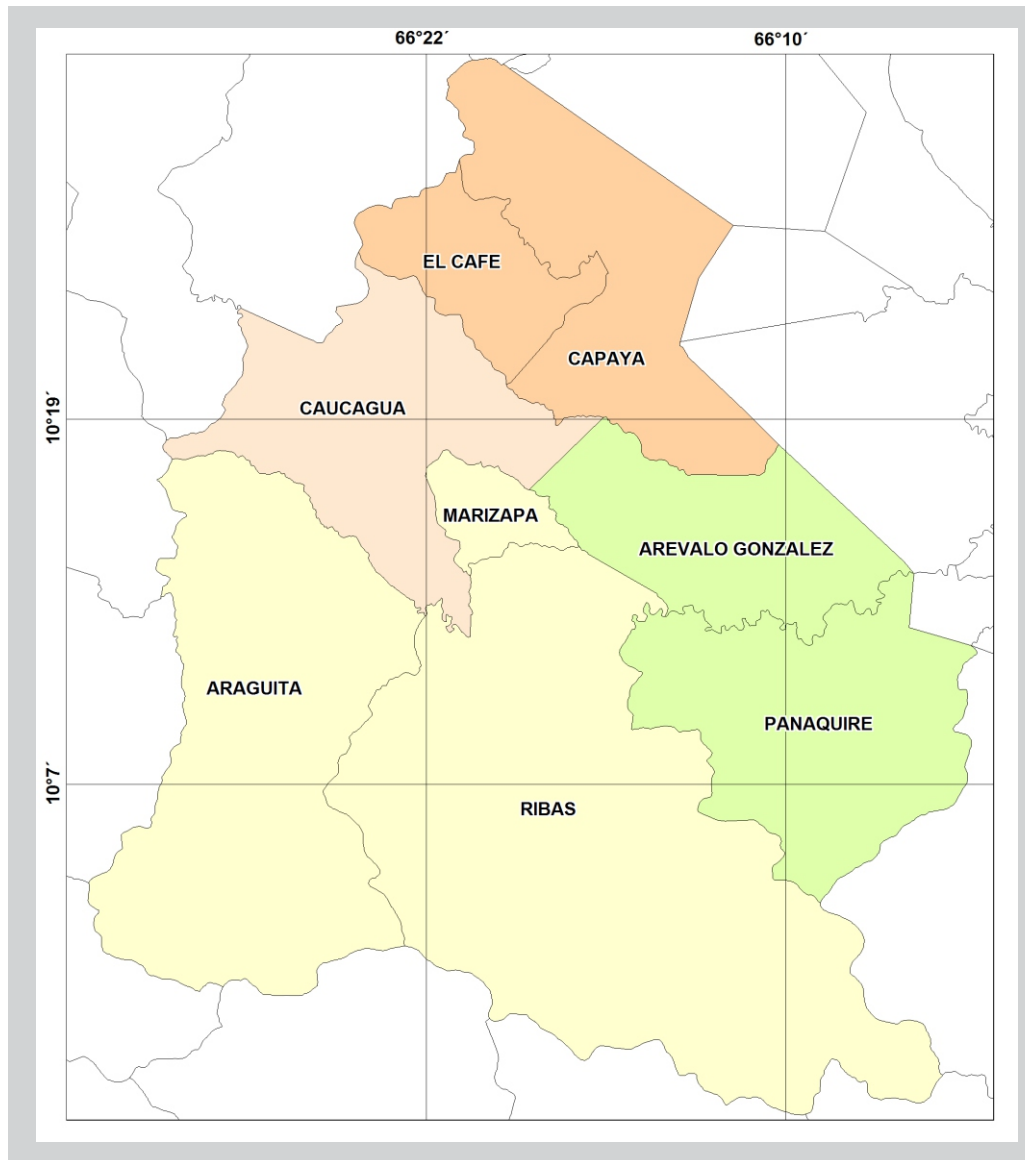 66°22´
66°10´
EL CAFE
CAPAYA
CAUCAGUA
10°19´
MARIZAPA
AREVALO GONZALEZ
ARAGUITA
PANAQUIRE
10°7´
RIBAS